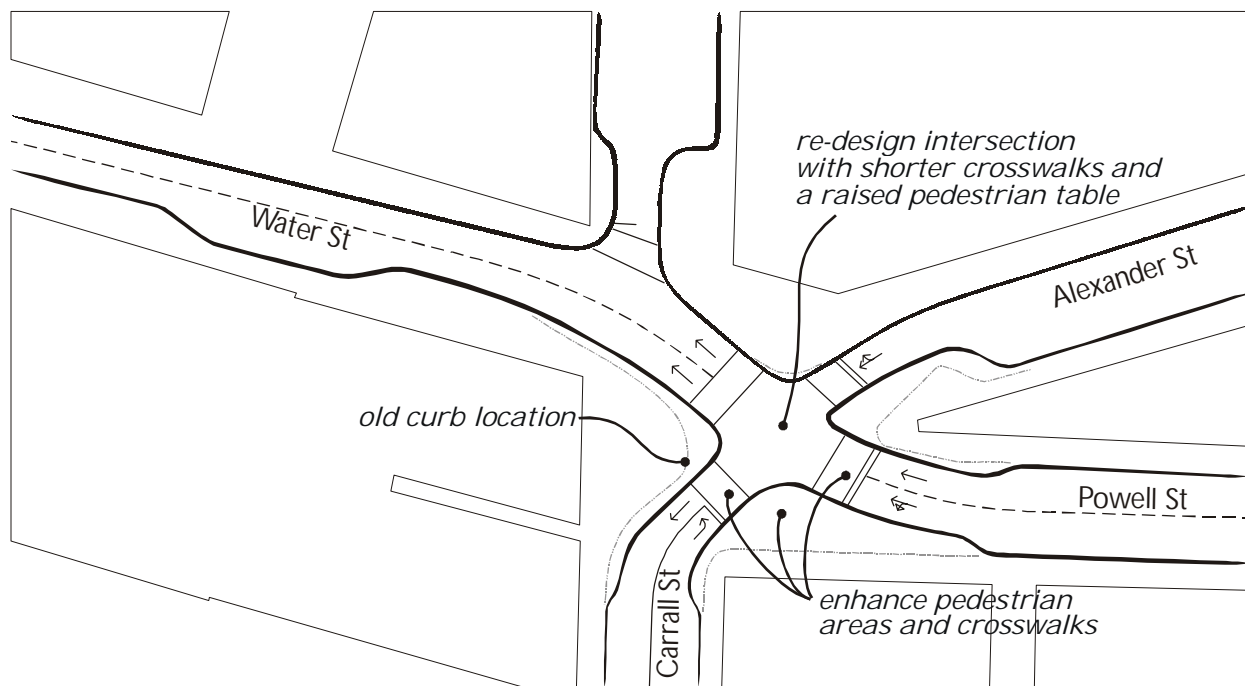 re-design intersection
with shorter crosswalks and
a raised pedestrian table
Water St
Alexander St
old curb location
Powell St
Carrall St
enhance pedestrian
areas and crosswalks